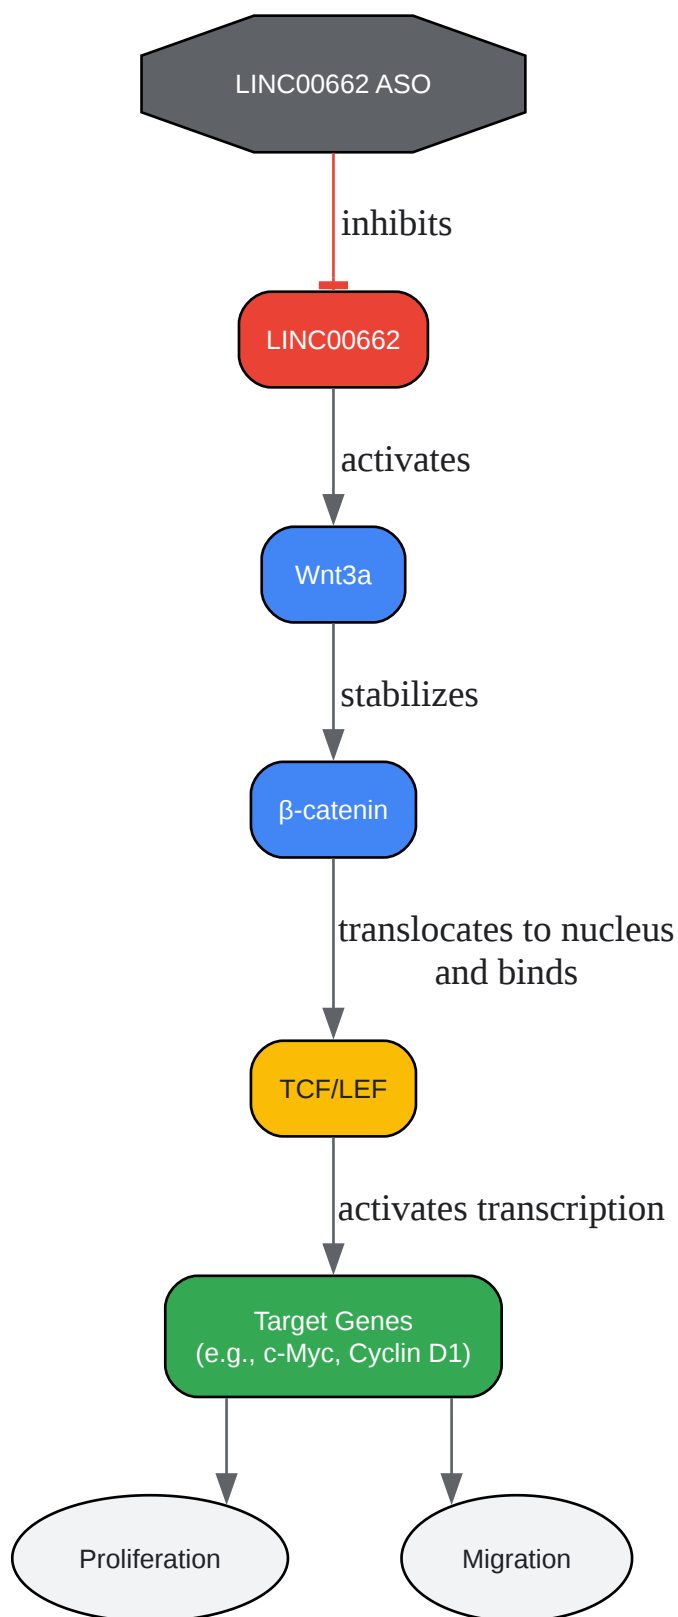 LINC00662 ASO
inhibits
LINC00662
activates
Wnt3a
stabilizes
β-catenin
translocates to nucleus
and binds
TCF/LEF
activates transcription
Target Genes
(e.g., c-Myc, Cyclin D1)
Proliferation
Migration